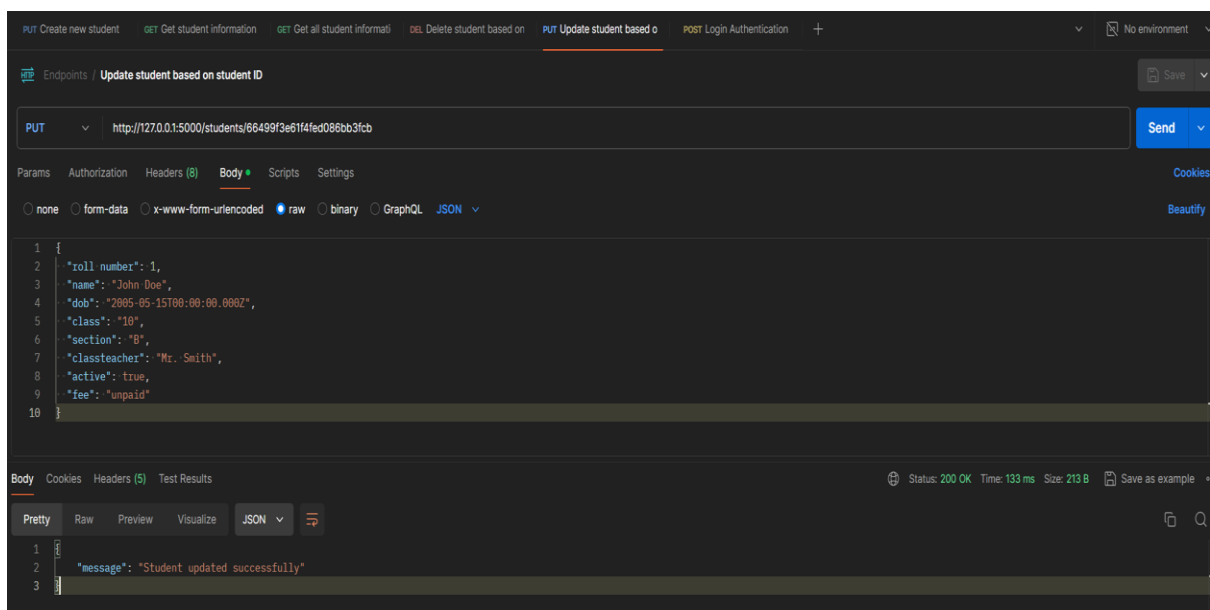 PUT Create new student GET Get student information GET Get all student informati DEL Delete student based on PUT Update student based o POST Login Authentication + No environment
HTTP Endpoints / Update student based on student ID Save
PUT http://127.0.0.1:5000/students/66499f3e61f4fed086bb3fcb Send
Params Authorization Headers (8) Body Scripts Settings Cookies
none form-data x-www-form-urlencoded raw binary GraphQL JSON Beautify
1 {
2 "roll number": 1,
3 "name": "John Doe",
4 "dob": "2005-05-15T00:00:00.000Z",
5 "class": "10",
6 "section": "B",
7 "classteacher": "Mr. Smith",
8 "active": true,
9 "fee": "unpaid"
10 }
Body Cookies Headers (5) Test Results Status: 200 OK Time: 133 ms Size: 213 B Save as example
Pretty Raw Preview Visualize JSON
1 {
2 "message": "Student updated successfully"
3 }